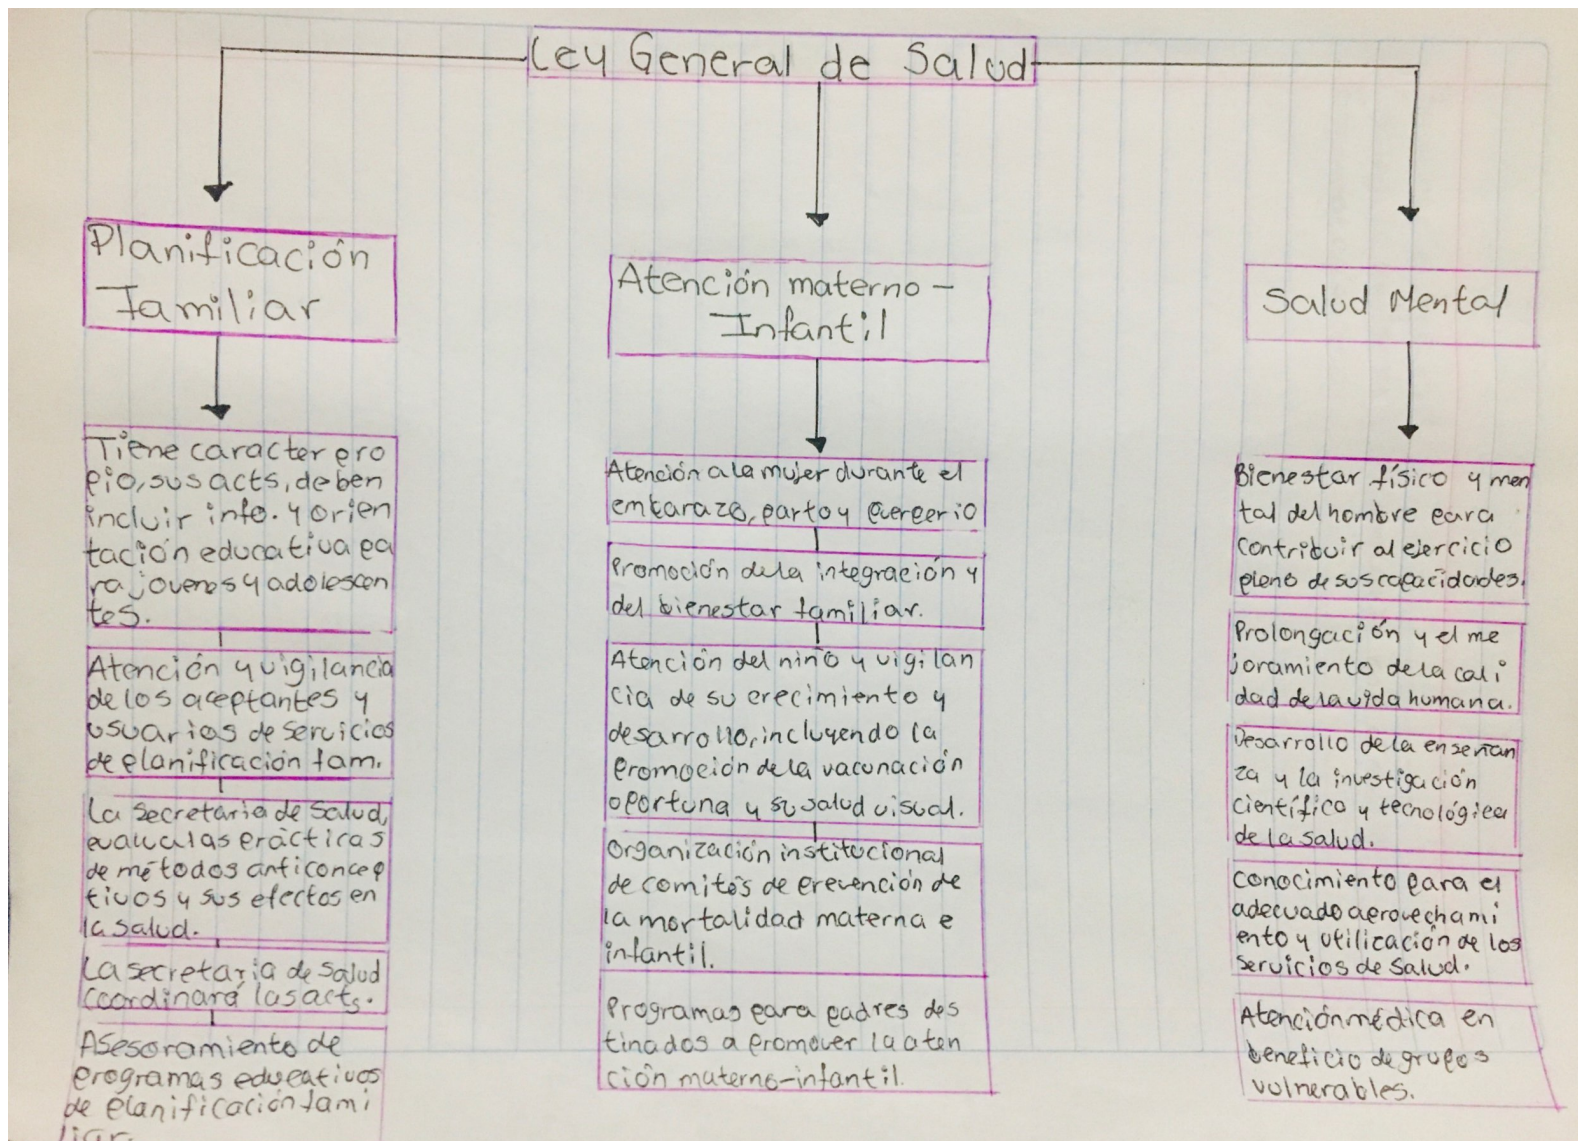 Ley General de Salud
Planificación
Familiar
Tiene caracter pro
pio, sus acts, deben
incluir info. y orien
tación educativa pa
ra jovenes y adolescen
tes.
Atención y vigilancia
de los aceptantes y
usuarios de servicios
de planificación fam.
La secretaria de salud,
evalua las prácticas
de métodos anticoncep
tivos y sus efectos en
la salud.
La secretaria de salud
coordinará las acts.
Asesoramiento de
programas educativos
de planificación fami
liar.
Atención materno-
Infantil
Atención a la mujer durante el
embarazo, parto y puerperio
Promoción de la integración y
del bienestar familiar.
Atención del niño y vigilan
cia de su crecimiento y
desarrollo, incluyendo la
promoción de la vacunación
oportuna y su salud visual.
Organización institucional
de comités de prevención de
la mortalidad materna e
infantil.
Programas para padres des
tinados a promover la aten
ción materno-infantil.
Salud Mental
Bienestar físico y men
tal del hombre para
contribuir al ejercicio
pleno de sus capacidades.
Prolongación y el me
joramiento de la cali
dad de la vida humana.
Desarrollo de la enseñan
za y la investigación
científico y tecnológica
de la salud.
Conocimiento para el
adecuado aprovechami
ento y utilicación de los
servicios de salud.
Atención médica en
beneficio de grupos
vulnerables.